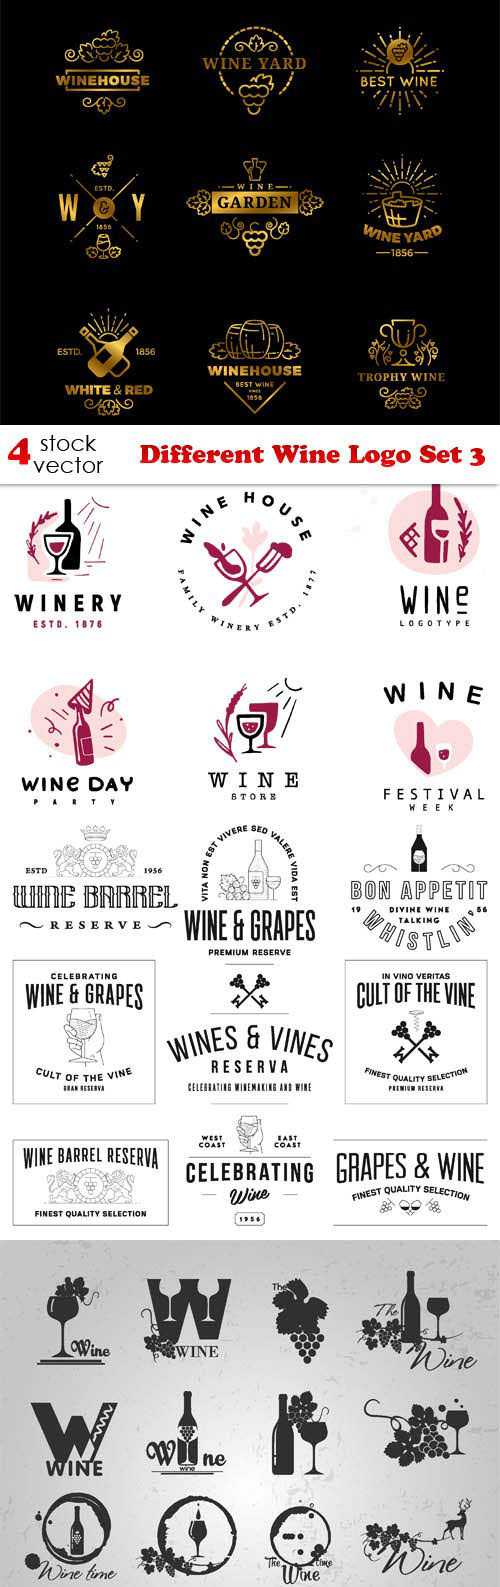 WINEHOUSE
WINE YARD
BEST WINE
ESTD.
W & Y
1856
WINE
GARDEN
WINE YARD
1856
ESTD. 1856
WHITE & RED
WINEHOUSE
BEST WINE
SINCE
1856
TROPHY WINE
4 stock
vector
Different Wine Logo Set 3
WINERY
ESTD. 1876
WINE HOUSE
FAMILY WINERY ESTD. 1877
WINe
LOGOTYPE
WINe DAY
PARTY
WINE
STORE
WINE
FESTIVAL
WEEK
ESTD 1956
WINE BARREL
RESERVE
VITA NON EST VIVERE SED VALERE VIDA EST
WINE & GRAPES
PREMIUM RESERVE
BON APPETIT
19 DIVINE WINE 56
TALKING
WHISTLIN'
CELEBRATING
WINE & GRAPES
CULT OF THE VINE
GRAN RESERVA
WINES & VINES
RESERVA
CELEBRATING WINEMAKING AND WINE
IN VINO VERITAS
CULT OF THE VINE
FINEST QUALITY SELECTION
PREMIUM RESERVA
WINE BARREL RESERVA
FINEST QUALITY SELECTION
WEST COAST
EAST COAST
CELEBRATING
Wine
1956
GRAPES & WINE
FINEST QUALITY SELECTION
Wine
W
WINE
The
The
Wine
W
WINE
Wine
wine
Wine time
The time
Wine
Wine